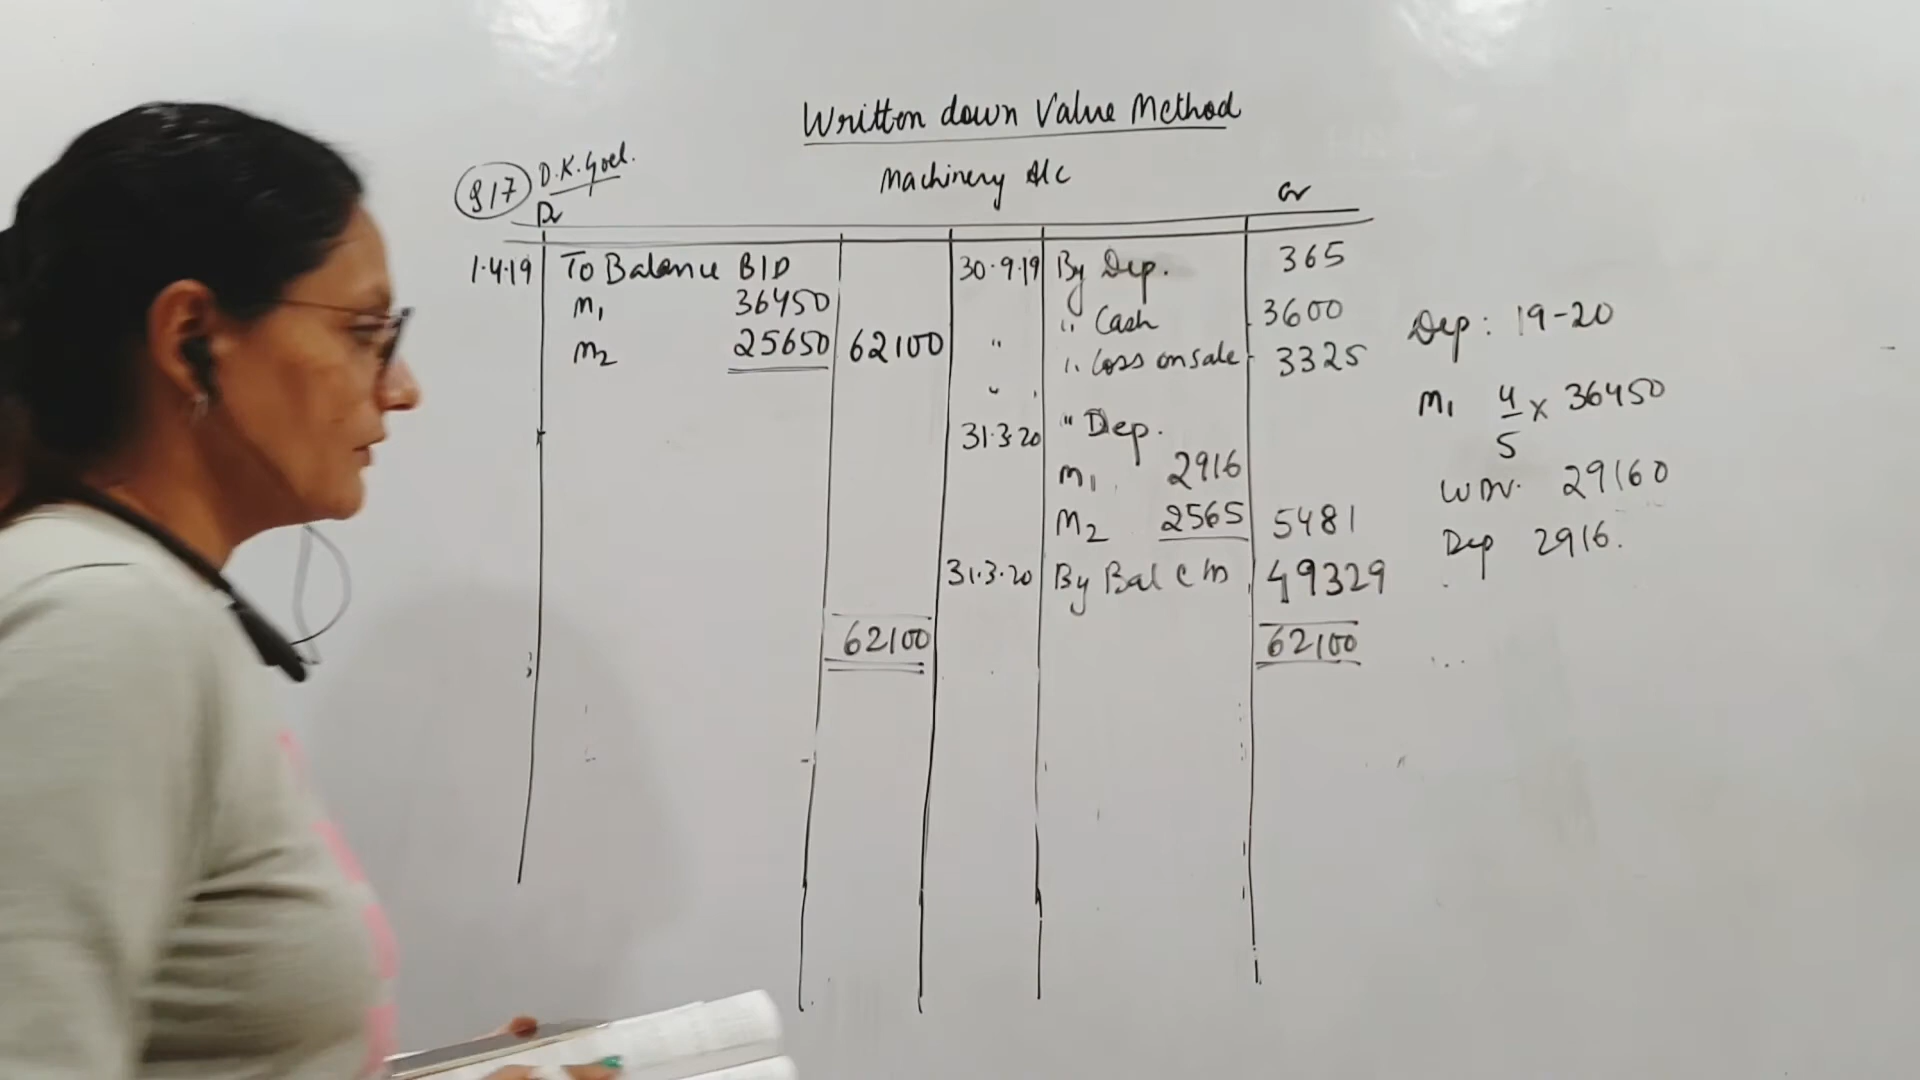 Written down Value Method
Q17 D.K. Goel.
Machinery A/c
Dr Cr
1.4.19 To Balance B/D 30.9.19 By Dep. 365
M1 36450 " Cash 3600
M2 25650 62100 " " Loss on sale 3325
"
31.3.20 " Dep.
M1 2916
M2 2565 5481
31.3.20 By Bal c/D 49329
62100 62100
Dep: 19-20
M1 4/5 x 36450
WDV. 29160
Dep 2916.